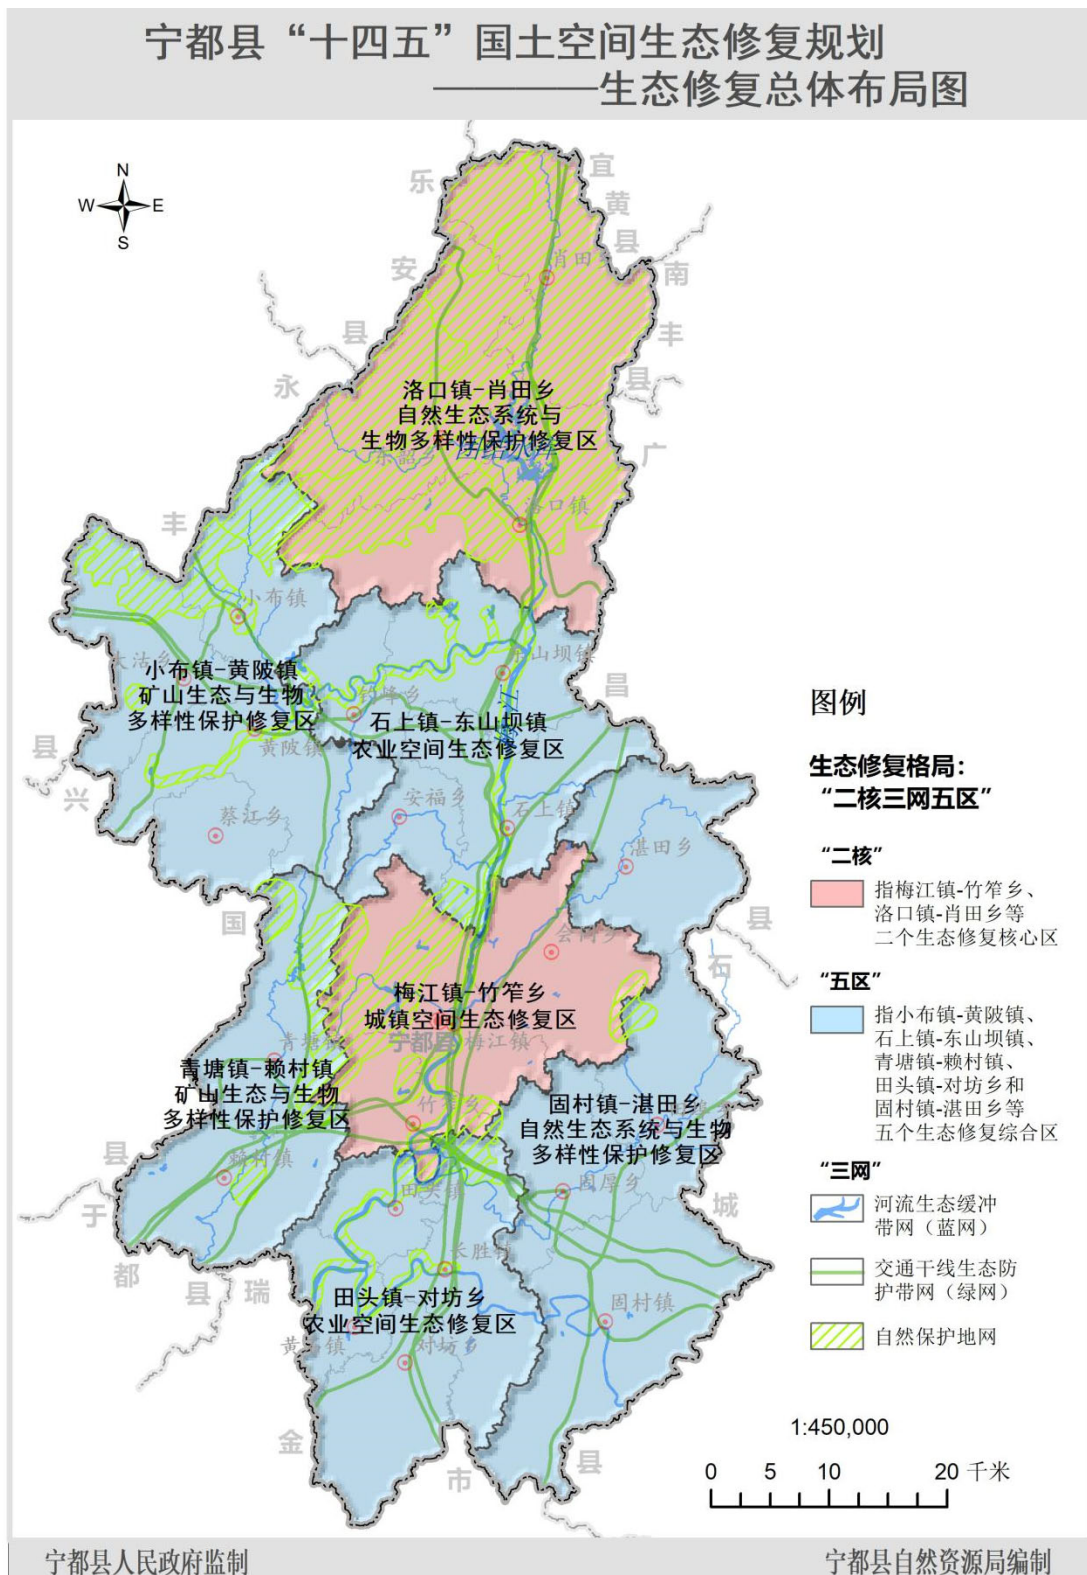 宁都县“十四五”国土空间生态修复规划
————生态修复总体布局图
N
W
E
S
宜
黄
县
乐
安
县
南
丰
县
永
丰
县
广
昌
县
兴
国
县
石
城
县
于
都
县
瑞
金
市
肖田乡
洛口镇-肖田乡
自然生态系统与
生物多样性保护修复区
东韶乡
团结水库
洛口镇
小布镇
大沽乡
小布镇-黄陂镇
矿山生态与生物
多样性保护修复区
黄陂镇
钓峰乡
东山坝镇
石上镇-东山坝镇
农业空间生态修复区
梅江
安福乡
石上镇
蔡江乡
湛田乡
会同乡
梅江镇-竹笮乡
城镇空间生态修复区
宁都县
梅江镇
青塘镇
青塘镇-赖村镇
矿山生态与生物
多样性保护修复区
竹笮乡
固村镇-湛田乡
自然生态系统与生物
多样性保护修复区
赖村镇
田头镇
固厚乡
长胜镇
田头镇-对坊乡
农业空间生态修复区
固村镇
对坊乡
图例
生态修复格局：
“二核三网五区”
“二核”
指梅江镇-竹笮乡、
洛口镇-肖田乡等
二个生态修复核心区
“五区”
指小布镇-黄陂镇、
石上镇-东山坝镇、
青塘镇-赖村镇、
田头镇-对坊乡和
固村镇-湛田乡等
五个生态修复综合区
“三网”
河流生态缓冲
带网（蓝网）
交通干线生态防
护带网（绿网）
自然保护地网
1:450,000
0 5 10 20 千米
宁都县人民政府监制
宁都县自然资源局编制